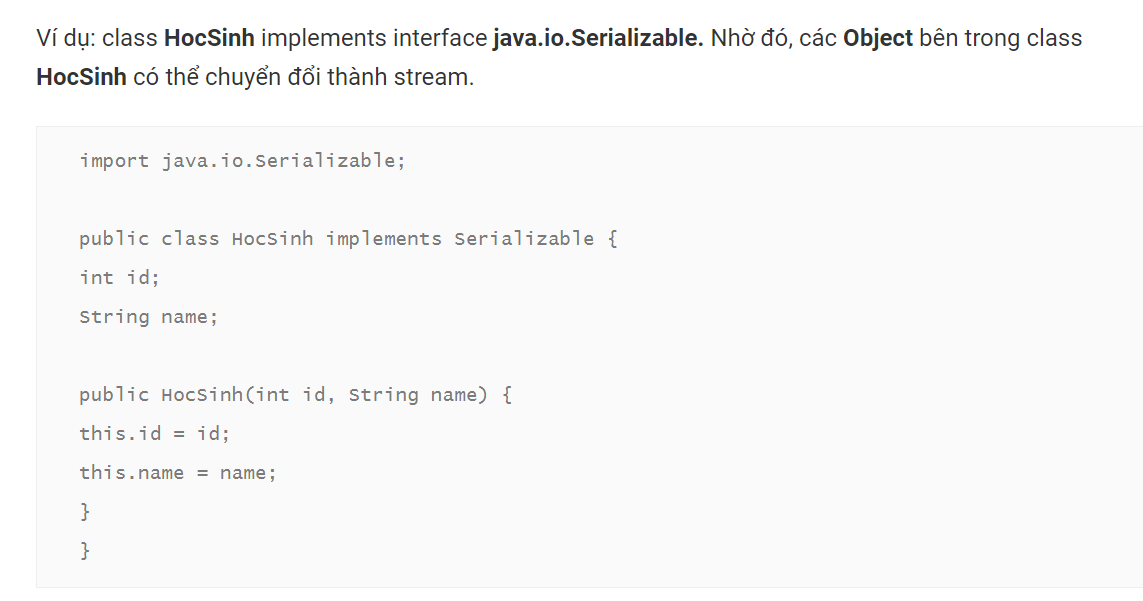 Ví dụ: class HocSinh implements interface java.io.Serializable. Nhờ đó, các Object bên trong class
HocSinh có thể chuyển đổi thành stream.
import java.io.Serializable;
public class HocSinh implements Serializable {
int id;
String name;
public HocSinh(int id, String name) {
this.id = id;
this.name = name;
}
}